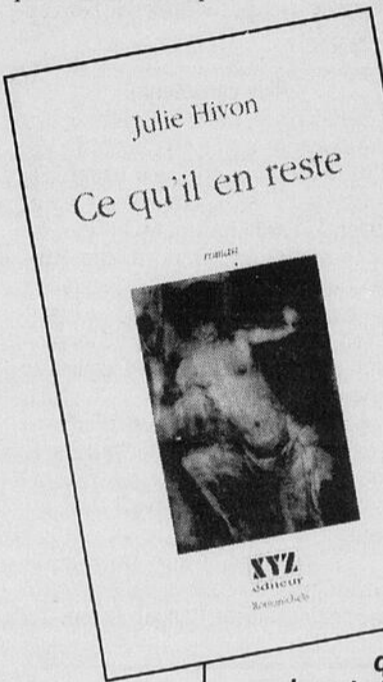 Julie Hivon
Ce qu'il en reste
roman
XYZ
éditeur
Romanichels